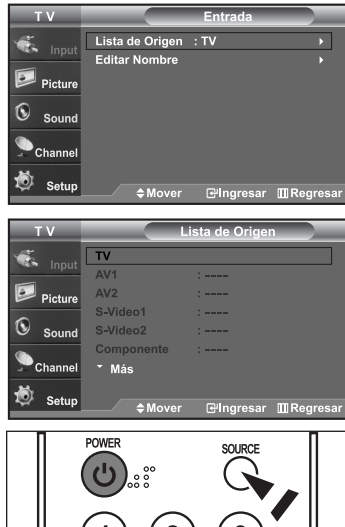 TV Entrada
Input
Lista de Origen : TV
Editar Nombre
Picture
Sound
Channel
Setup
Mover Ingresar Regresar
TV Lista de Origen
Input
TV
AV1 : ----
AV2 : ----
Picture
S-Video1 : ----
Sound
S-Video2 : ----
Componente : ----
Channel
Más
Setup
Mover Ingresar Regresar
POWER SOURCE